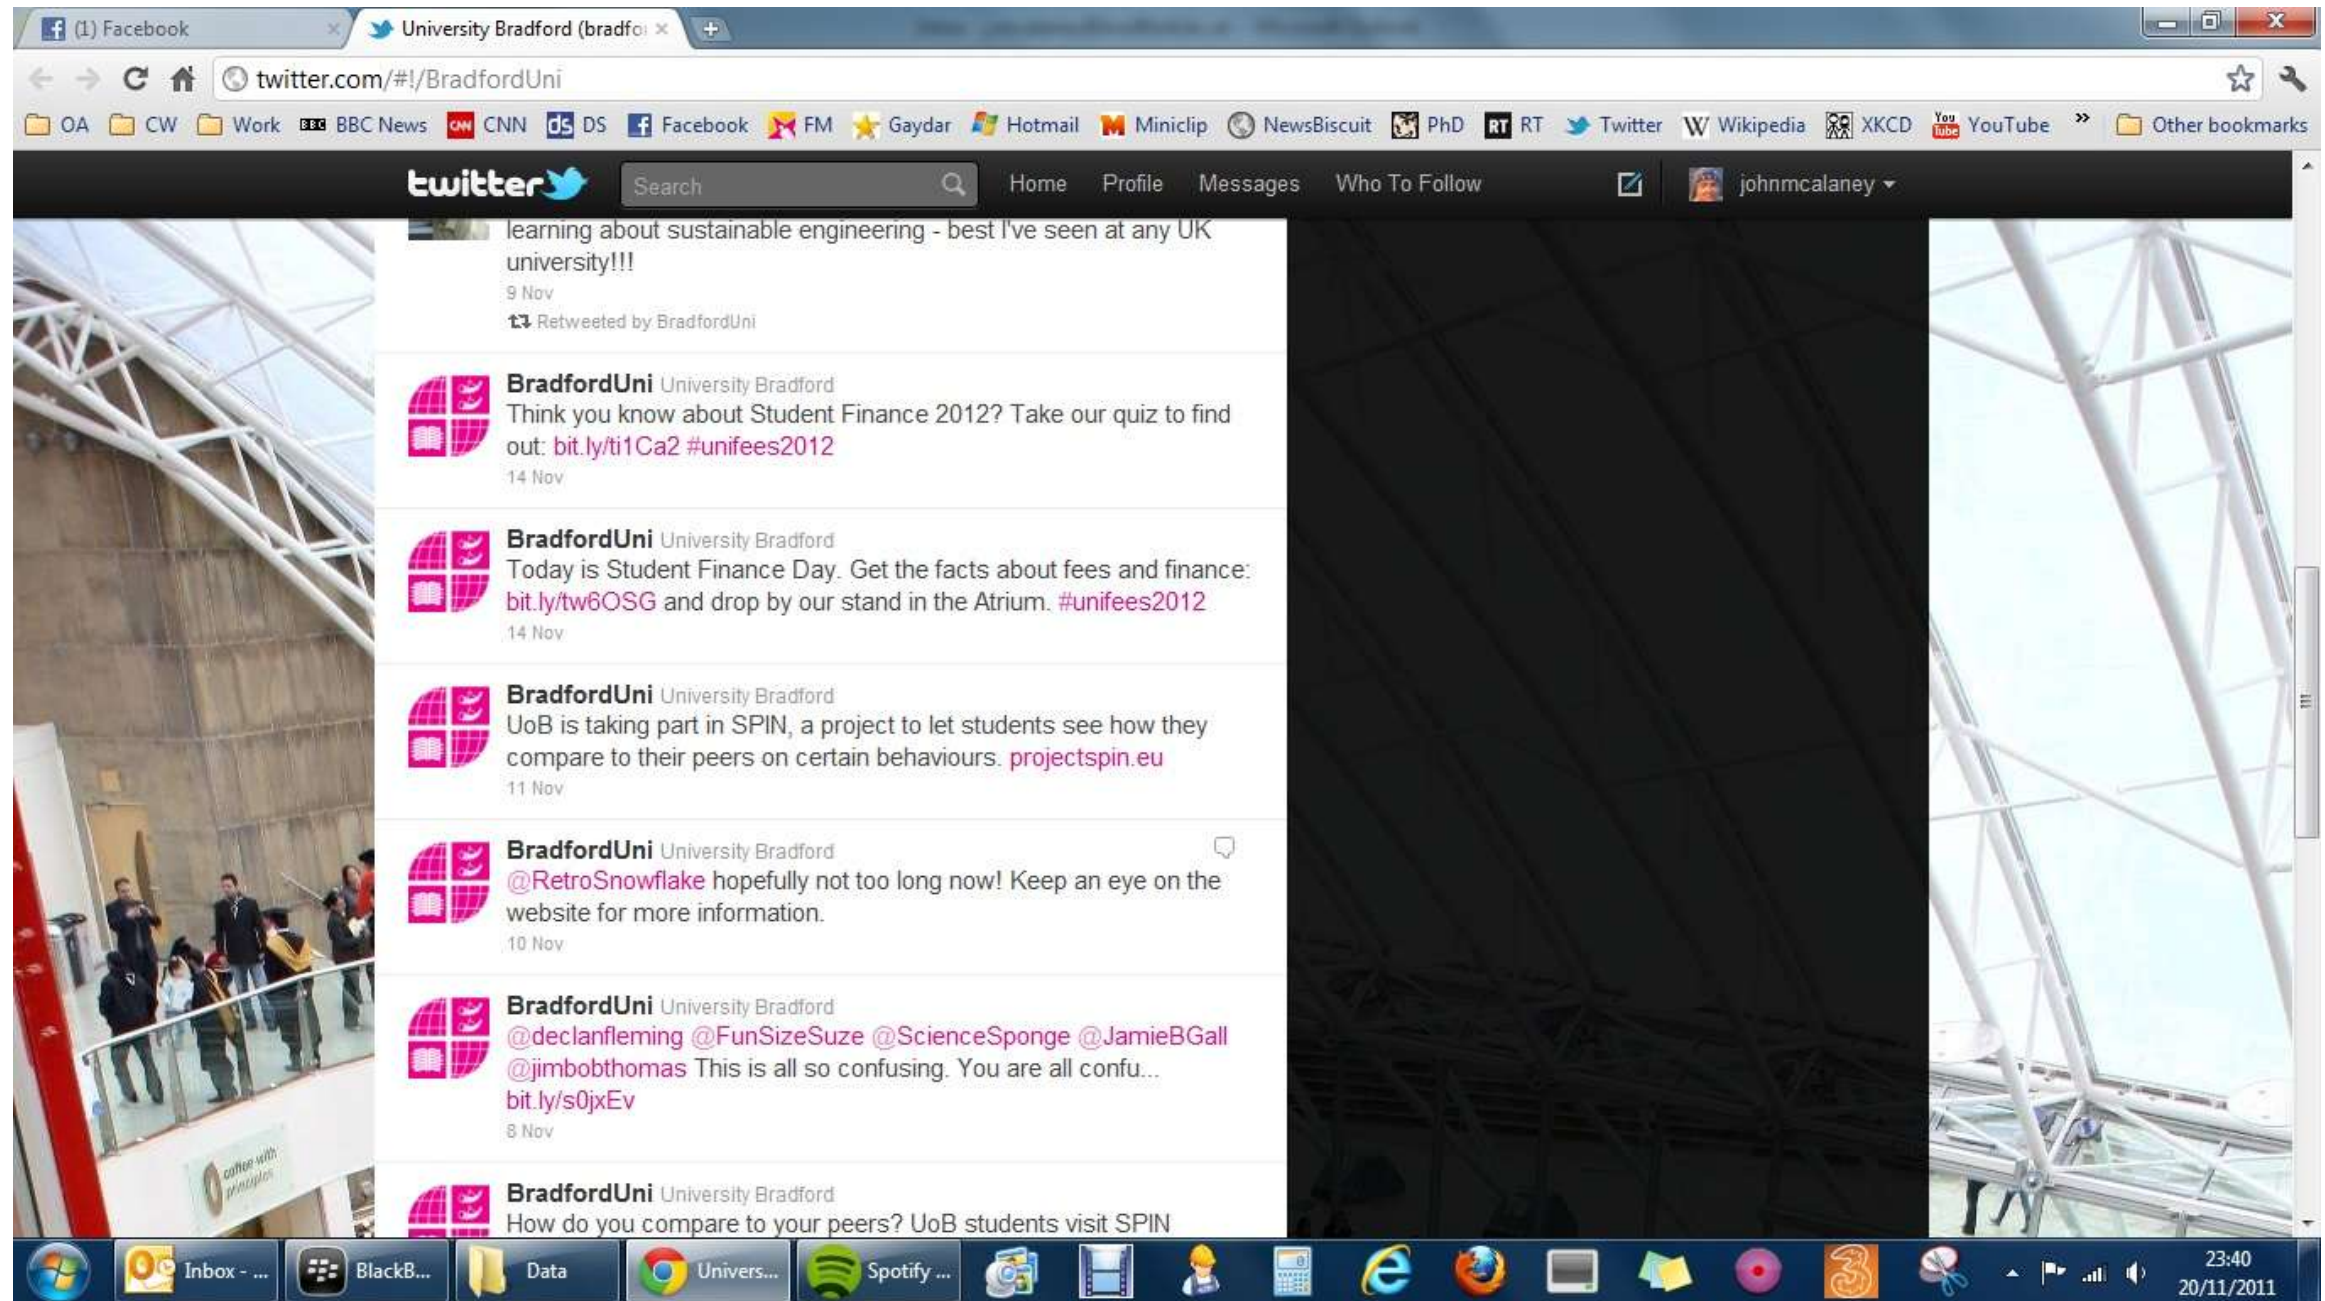 (1) Facebook
University Bradford (bradfo
twitter.com/#!/BradfordUni
OA CW Work BBC News CNN DS Facebook FM Gaydar Hotmail Miniclip NewsBiscuit PhD RT Twitter Wikipedia XKCD YouTube » Other bookmarks
twitter Search Home Profile Messages Who To Follow johnmcalaney
learning about sustainable engineering - best I've seen at any UK
university!!!
9 Nov
Retweeted by BradfordUni
BradfordUni University Bradford
Think you know about Student Finance 2012? Take our quiz to find
out: bit.ly/ti1Ca2 #unifees2012
14 Nov
BradfordUni University Bradford
Today is Student Finance Day. Get the facts about fees and finance:
bit.ly/tw6OSG and drop by our stand in the Atrium. #unifees2012
14 Nov
BradfordUni University Bradford
UoB is taking part in SPIN, a project to let students see how they
compare to their peers on certain behaviours. projectspin.eu
11 Nov
BradfordUni University Bradford
@RetroSnowflake hopefully not too long now! Keep an eye on the
website for more information.
10 Nov
BradfordUni University Bradford
@declanfleming @FunSizeSuze @ScienceSponge @JamieBGall
@jimbobthomas This is all so confusing. You are all confu...
bit.ly/s0jxEv
8 Nov
coffee with
principles
BradfordUni University Bradford
How do you compare to your peers? UoB students visit SPIN
Inbox - ... BlackB... Data Univers... Spotify ... 23:40
20/11/2011